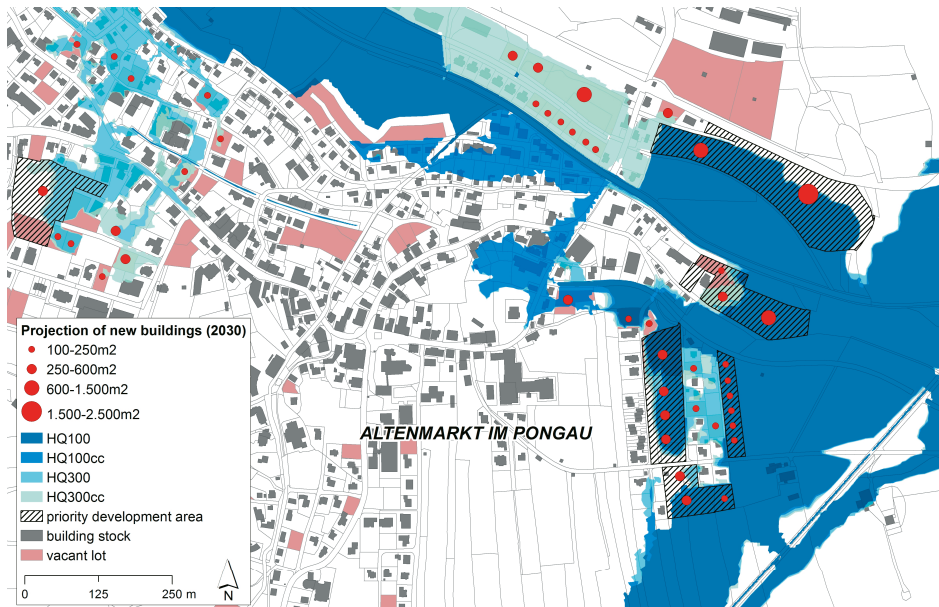 ALTENMARKT IM PONGAU
Projection of new buildings (2030)
100-250m2
250-600m2
600-1.500m2
1.500-2.500m2
HQ100
HQ100cc
HQ300
HQ300cc
priority development area
building stock
vacant lot
0 125 250 m
N